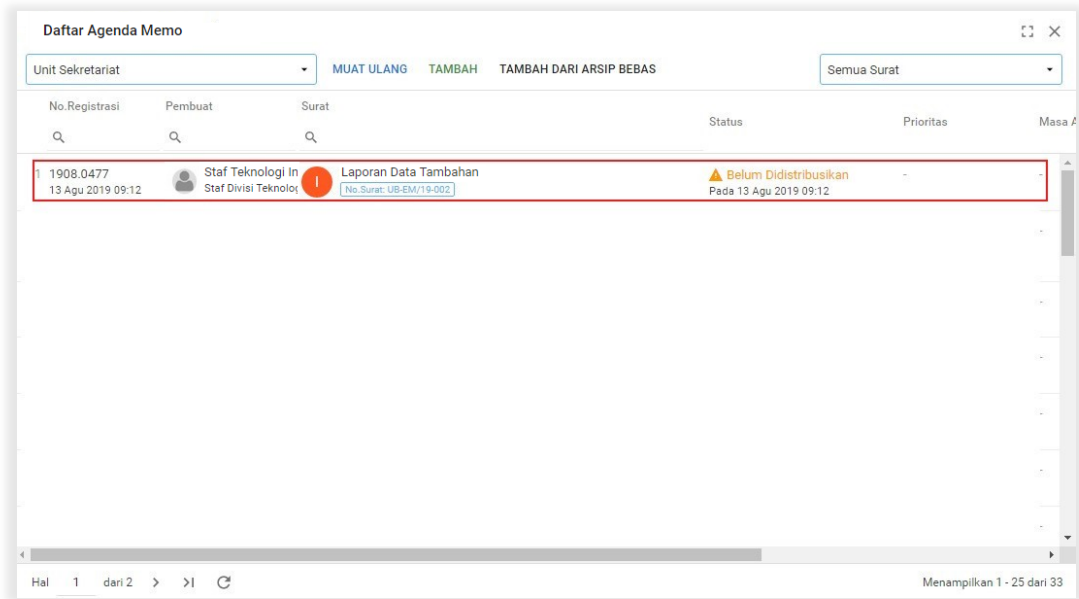 Daftar Agenda Memo
Unit Sekretariat MUAT ULANG TAMBAH TAMBAH DARI ARSIP BEBAS Semua Surat
No.Registrasi Pembuat Surat
Status Prioritas Masa A
1 1908.0477 Staf Teknologi In I Laporan Data Tambahan Belum Didistribusikan - -
13 Agu 2019 09:12 Staf Divisi Teknolog No.Surat: UB-EM/19-002 Pada 13 Agu 2019 09:12
-
-
-
-
-
-
Hal 1 dari 2 Menampilkan 1 - 25 dari 33